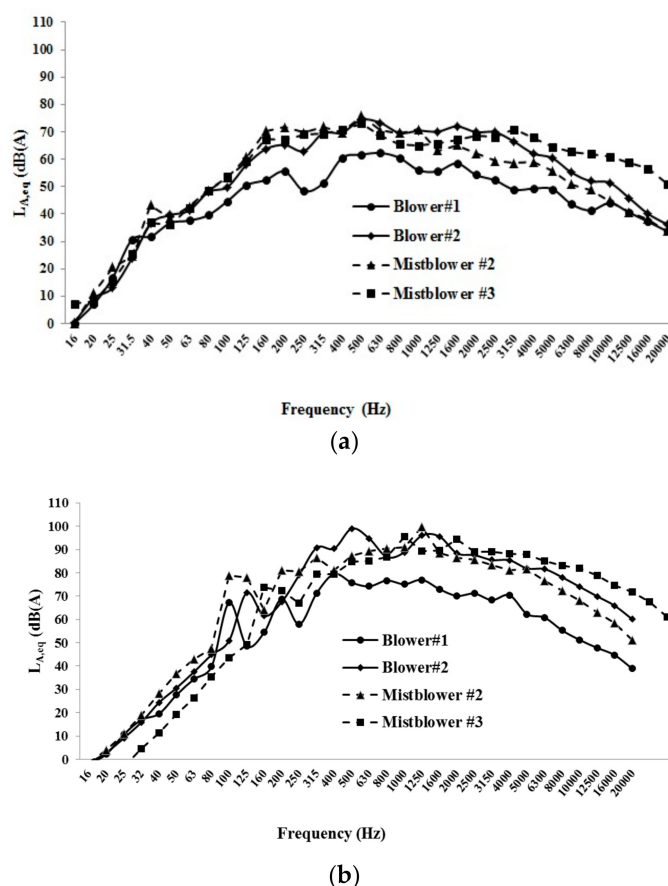 110
100
90
80
70
60
50
40
30
20
10
0
L_A,eq (dB(A)
16 20 25 31.5 40 50 63 80 100 125 160 200 250 315 400 500 630 800 1000 1250 1600 2000 2500 3150 4000 5000 6300 8000 10000 12500 16000 20000
Blower#1
Blower#2
Mistblower #2
Mistblower #3
Frequency (Hz)
(a)
110
100
90
80
70
60
50
40
30
20
10
0
L_A,eq (dB(A)
16 20 25 32 40 50 63 80 100 125 160 200 250 315 400 500 630 800 1000 1250 1600 2000 2500 3150 4000 5000 6300 8000 10000 12500 16000 20000
Blower#1
Blower#2
Mistblower #2
Mistblower #3
Frequency (Hz)
(b)